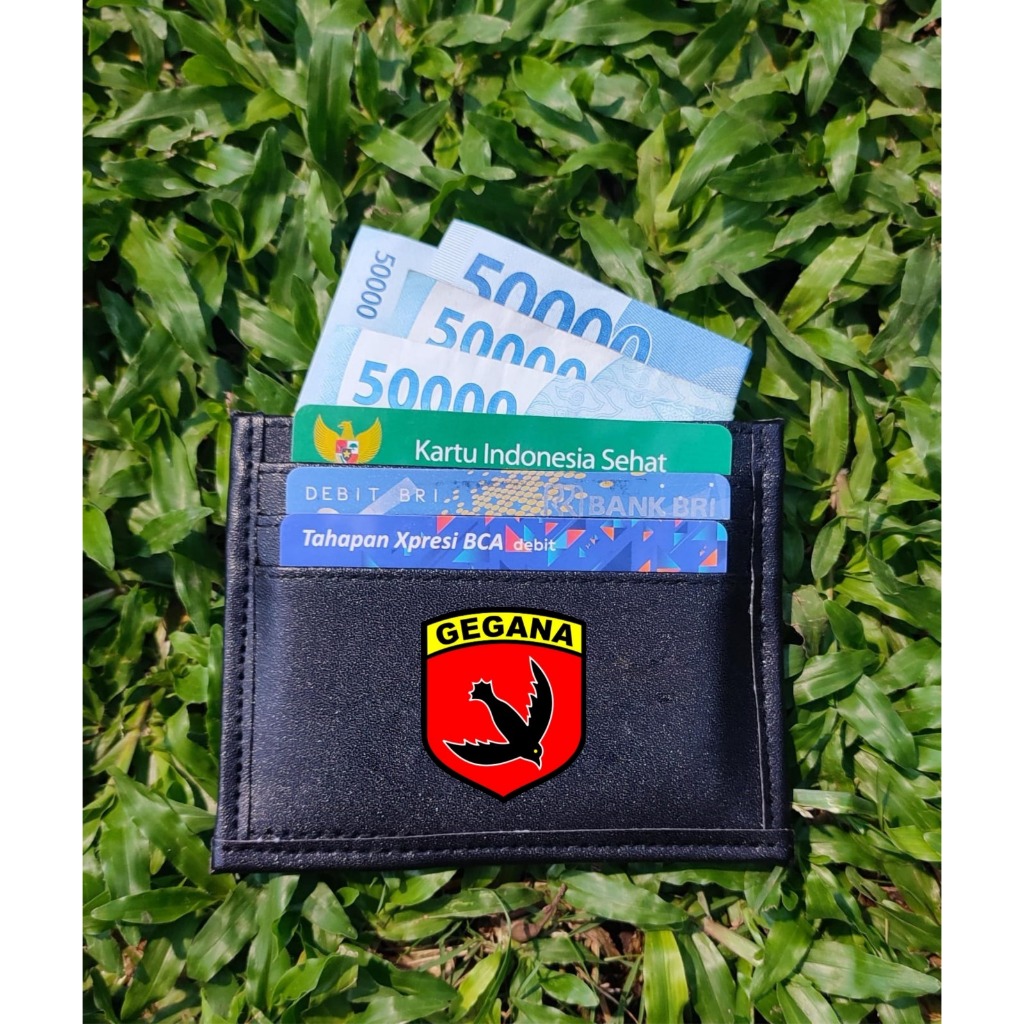 50000
50000
50000
50000
Kartu Indonesia Sehat
DEBIT BRI
BANK BRI
Tahapan Xpresi BCA debit
GEGANA